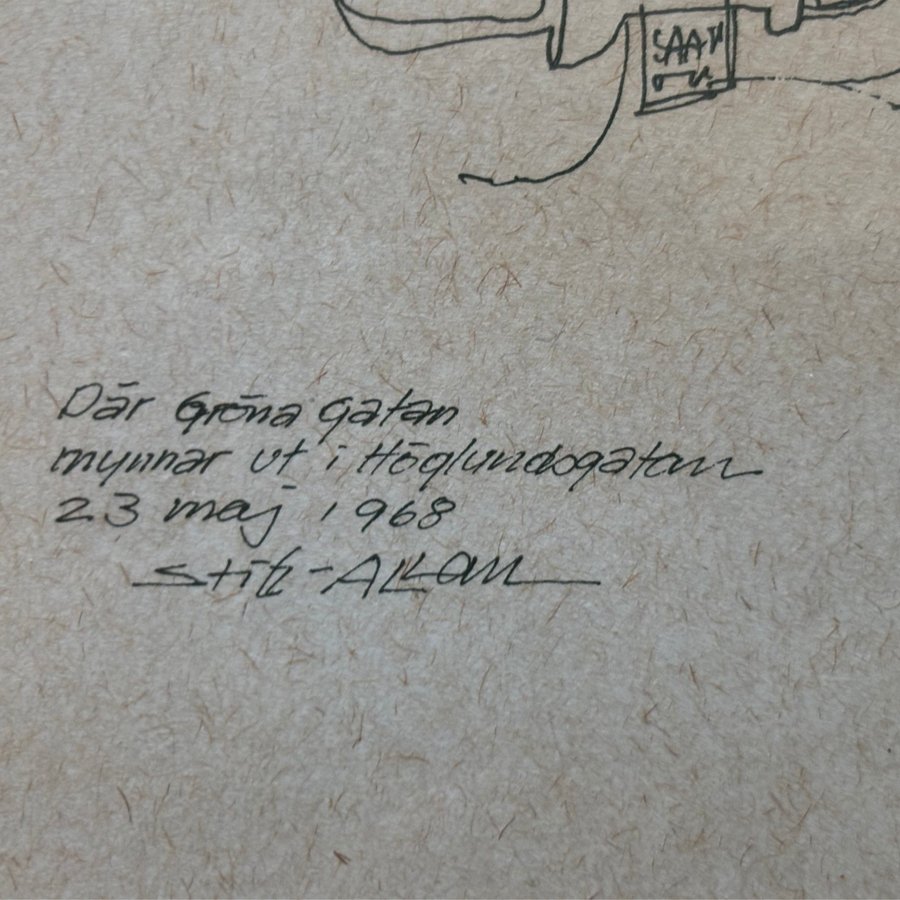 SAAB
Där Gröna gatan
mynnar ut i Höglundsgatan
23 maj 1968
Stig-Allan